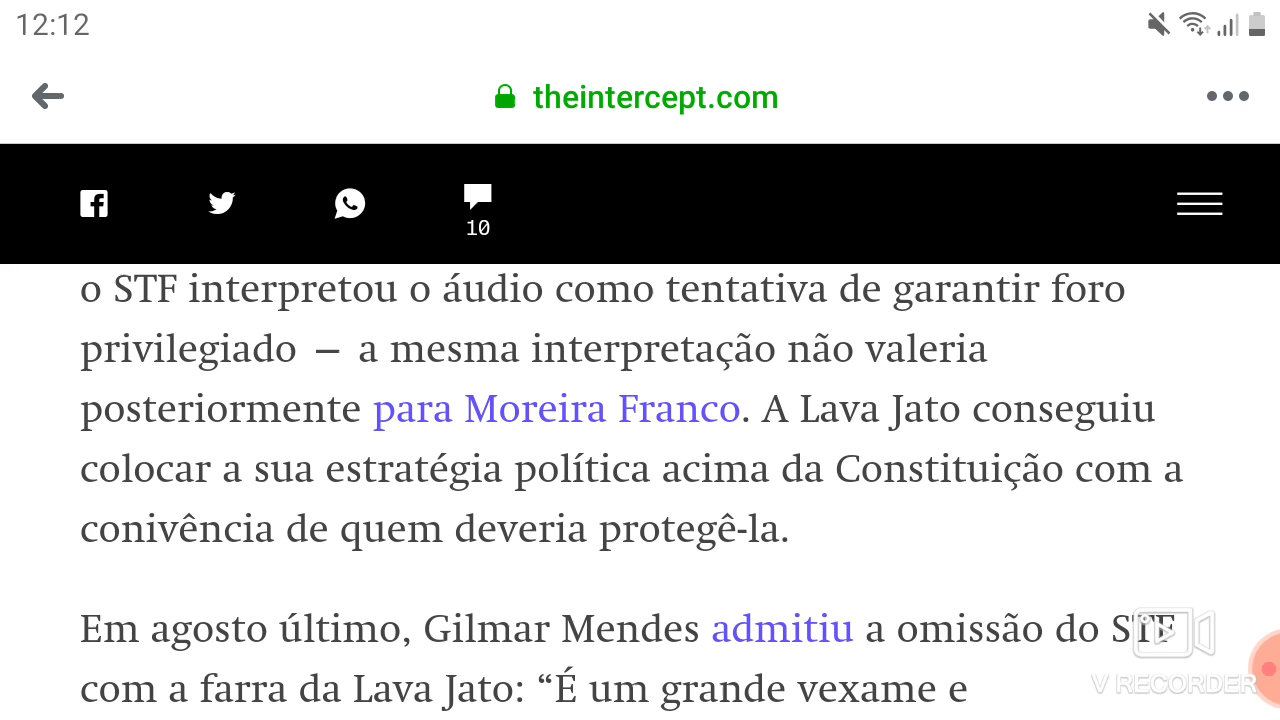 12:12
theintercept.com
10
o STF interpretou o áudio como tentativa de garantir foro
privilegiado — a mesma interpretação não valeria
posteriormente para Moreira Franco. A Lava Jato conseguiu
colocar a sua estratégia política acima da Constituição com a
conivência de quem deveria protegê-la.
Em agosto último, Gilmar Mendes admitiu a omissão do STF
com a farra da Lava Jato: “É um grande vexame e
V RECORDER